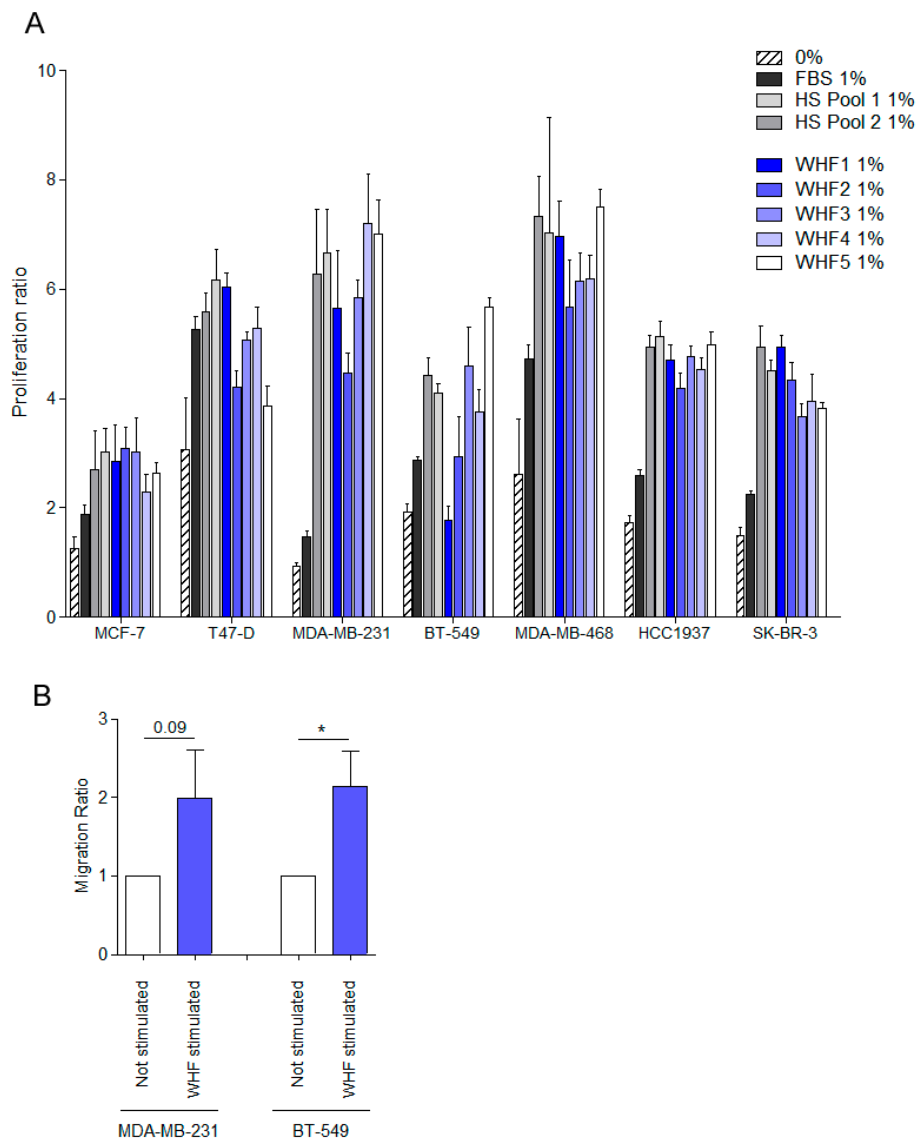 A
10
8
6
4
2
0
Proliferation ratio
0%
FBS 1%
HS Pool 1 1%
HS Pool 2 1%
WHF1 1%
WHF2 1%
WHF3 1%
WHF4 1%
WHF5 1%
MCF-7 T47-D MDA-MB-231 BT-549 MDA-MB-468 HCC1937 SK-BR-3
B
3
2
1
0
Migration Ratio
0.09 *
Not stimulated
WHF stimulated
Not stimulated
WHF stimulated
MDA-MB-231 BT-549